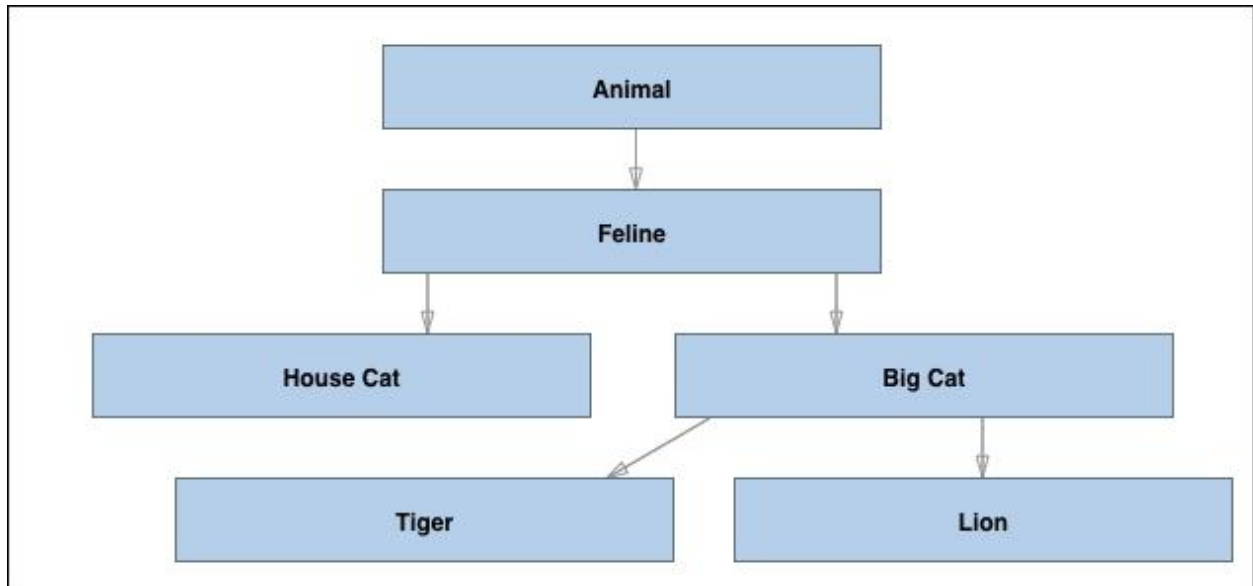 Animal
Feline
House Cat
Big Cat
Tiger
Lion